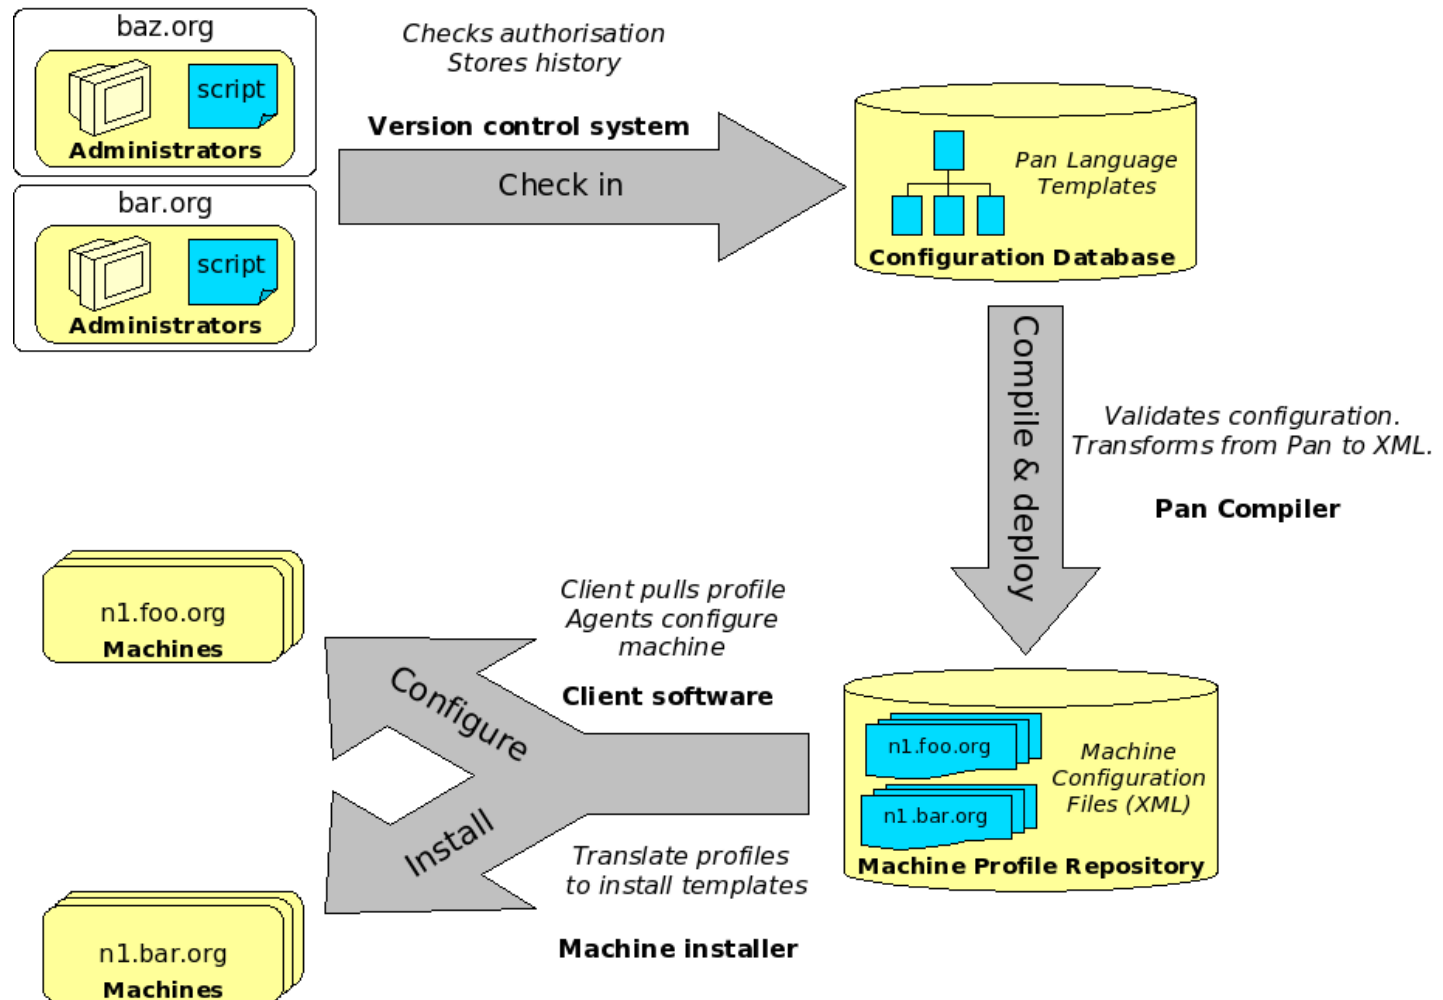 baz.org
script
Administrators
bar.org
script
Administrators
Checks authorisation
Stores history
Version control system
Check in
Pan Language
Templates
Configuration Database
Compile & deploy
Validates configuration.
Transforms from Pan to XML.
Pan Compiler
n1.foo.org
Machines
Client pulls profile
Agents configure
machine
Client software
Configure
Install
Translate profiles
to install templates
Machine installer
n1.foo.org
n1.bar.org
Machine
Configuration
Files (XML)
Machine Profile Repository
n1.bar.org
Machines